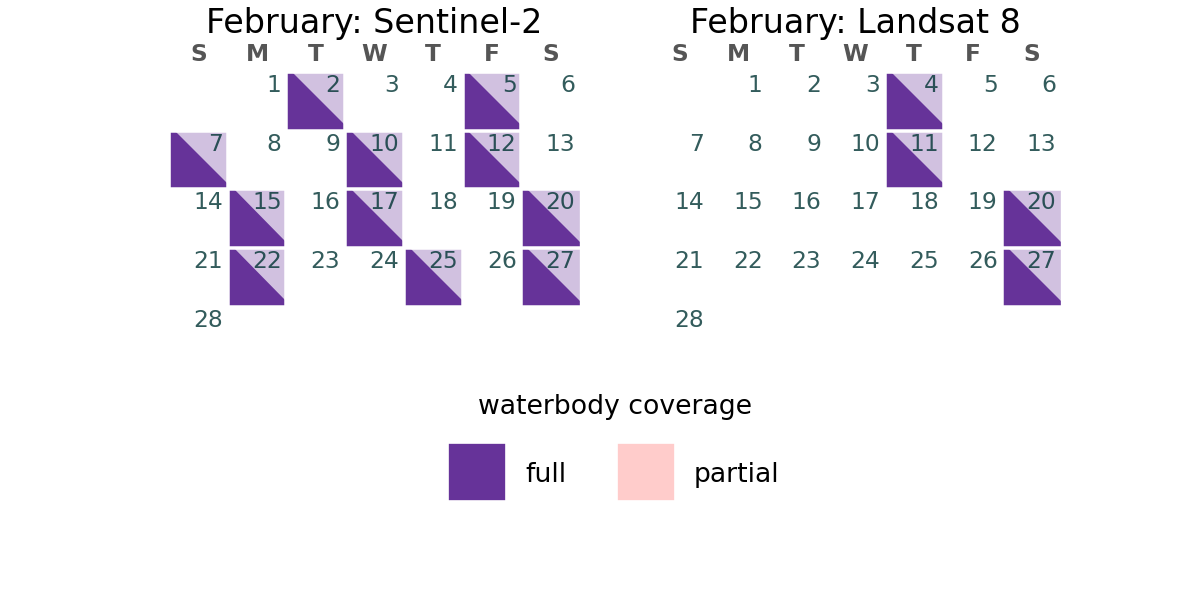 February: Sentinel-2
S M T W T F S
1 2 3 4 5 6
7 8 9 10 11 12 13
14 15 16 17 18 19 20
21 22 23 24 25 26 27
28
February: Landsat 8
S M T W T F S
1 2 3 4 5 6
7 8 9 10 11 12 13
14 15 16 17 18 19 20
21 22 23 24 25 26 27
28
waterbody coverage
full partial